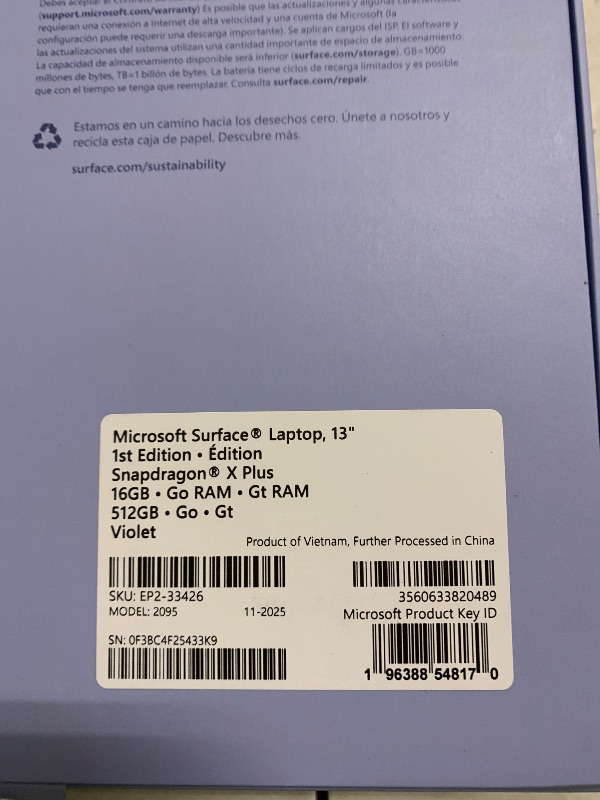 Debes aceptar el Contrato de
(support.microsoft.com/warranty) Es posible que las actualizaciones y algunas características
requieran una conexión a Internet de alta velocidad y una cuenta de Microsoft (la
configuración puede requerir una descarga importante). Se aplican cargos del ISP. El software y
las actualizaciones del sistema utilizan una cantidad importante de espacio de almacenamiento.
La capacidad de almacenamiento disponible será inferior (surface.com/storage). GB=1000
millones de bytes, TB=1 billón de bytes. La batería tiene ciclos de recarga limitados y es posible
que con el tiempo se tenga que reemplazar. Consulta surface.com/repair.
Estamos en un camino hacia los desechos cero. Únete a nosotros y
recicla esta caja de papel. Descubre más.
surface.com/sustainability
Microsoft Surface® Laptop, 13"
1st Edition • Édition
Snapdragon® X Plus
16GB • Go RAM • Gt RAM
512GB • Go • Gt
Violet
Product of Vietnam, Further Processed in China
SKU: EP2-33426
3560633820489
MODEL: 2095 11-2025
Microsoft Product Key ID
SN: 0F3BC4F25433K9
1 96388 54817 0